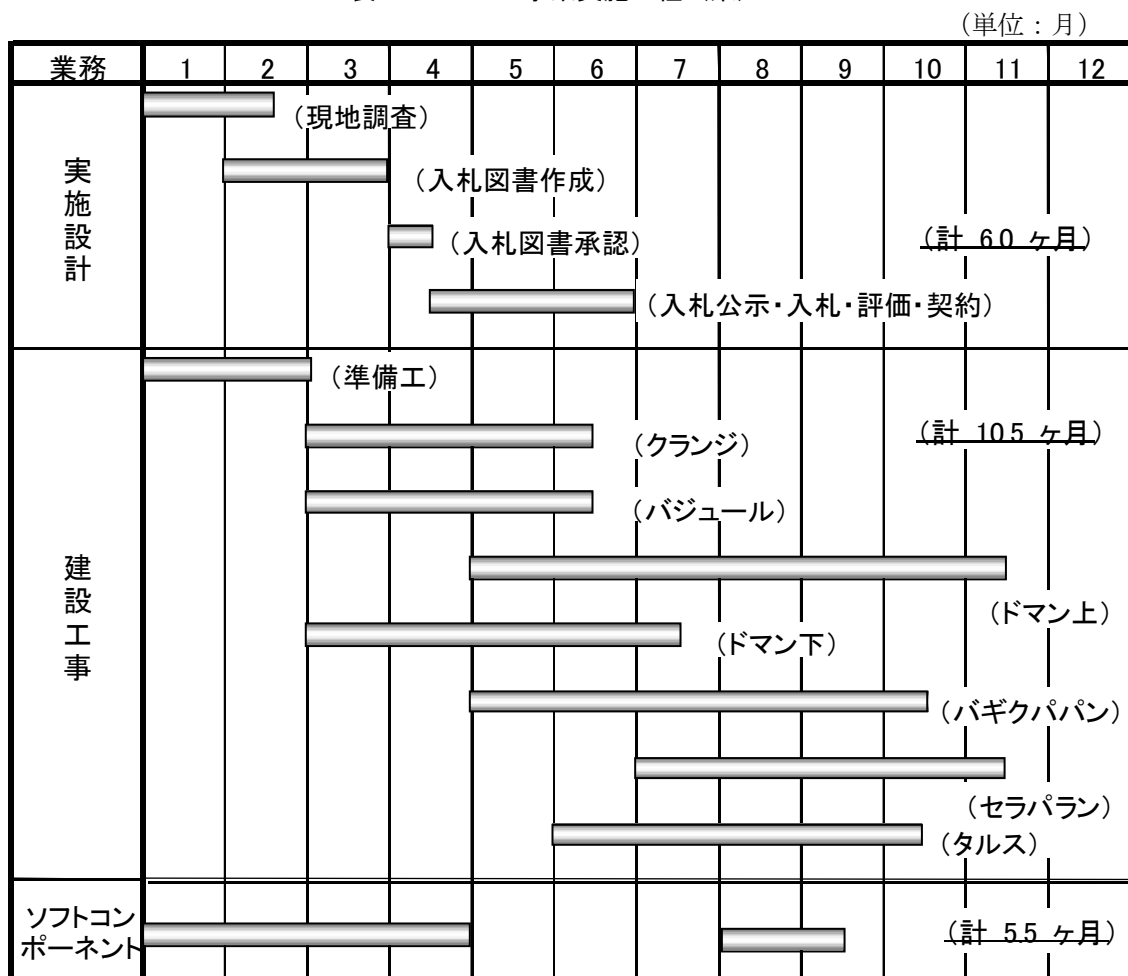 (単位：月)
業務 1 2 3 4 5 6 7 8 9 10 11 12
実施設計
(現地調査)
(入札図書作成)
(入札図書承認)
(計 6.0 ヶ月)
(入札公示・入札・評価・契約)
建設工事
(準備工)
(クランジ)
(計 10.5 ヶ月)
(バジュール)
(ドマン上)
(ドマン下)
(バギクパパン)
(セラパラン)
(タルス)
ソフトコン
ポーネント
(計 5.5 ヶ月)